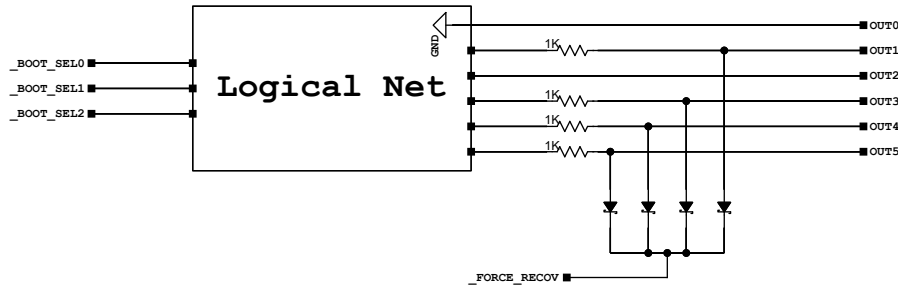 GND
OUT0
1K
OUT1
_BOOT_SEL0
Logical Net
OUT2
_BOOT_SEL1
1K
OUT3
_BOOT_SEL2
1K
OUT4
1K
OUT5
_FORCE_RECOV